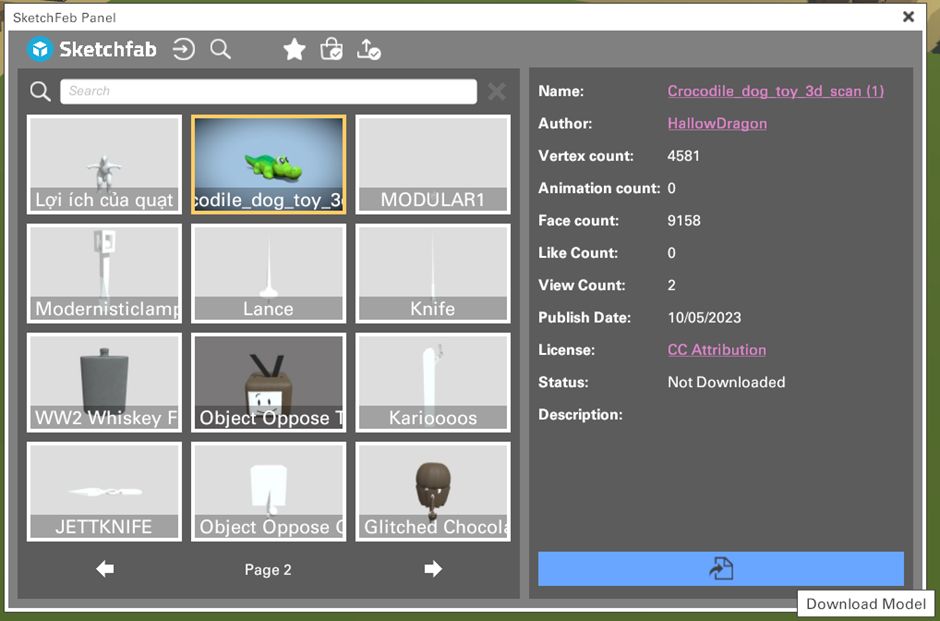 SketchFeb Panel
Sketchfab
Search
Lợi ích của quạt
codile_dog_toy_3
MODULAR1
Modernisticlamp
Lance
Knife
WW2 Whiskey F
Object Oppose T
Karioooos
JETTKNIFE
Object Oppose
Glitched Chocola
Page 2
Name: Crocodile_dog_toy_3d_scan (1)
Author: HallowDragon
Vertex count: 4581
Animation count: 0
Face count: 9158
Like Count: 0
View Count: 2
Publish Date: 10/05/2023
License: CC Attribution
Status: Not Downloaded
Description:
Download Model